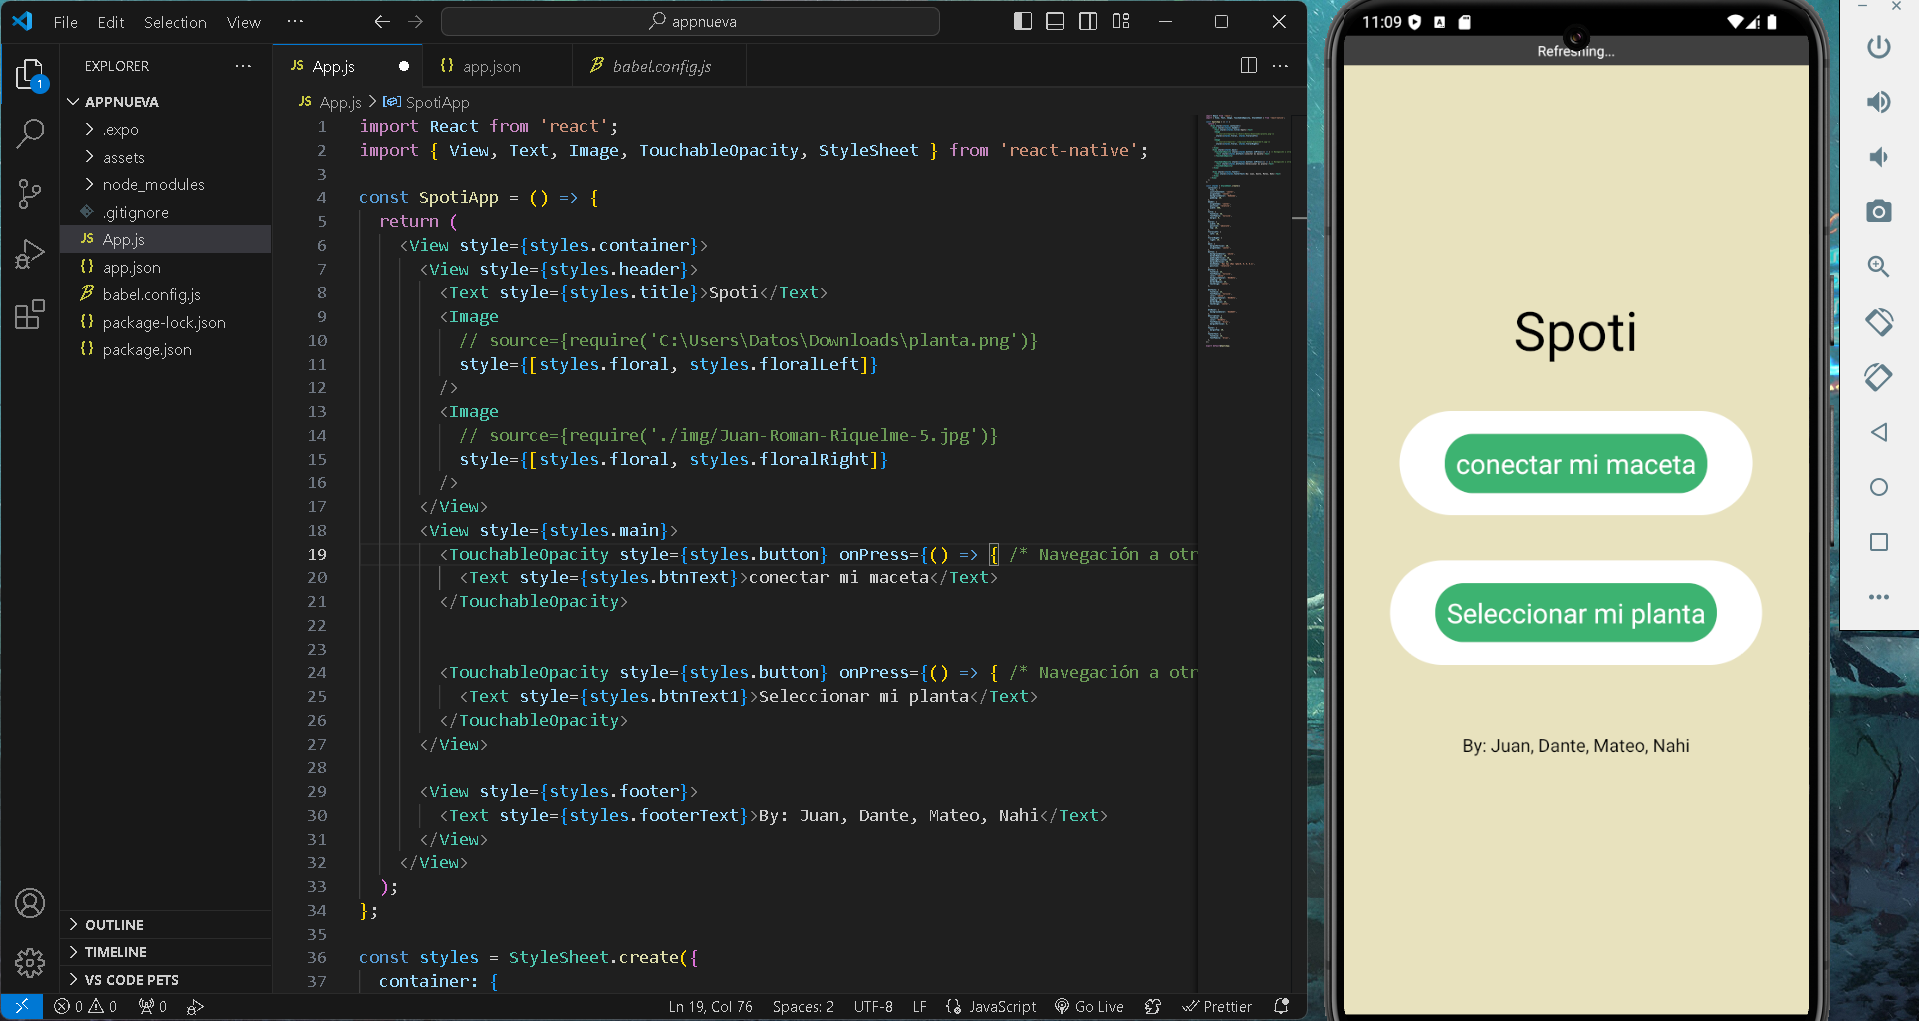 File Edit Selection View ··· appnueva
EXPLORER ···
APPNUEVA
.expo
assets
node_modules
.gitignore
JS App.js
{} app.json
babel.config.js
{} package-lock.json
{} package.json
OUTLINE
TIMELINE
VS CODE PETS
1
JS App.js ● {} app.json babel.config.js
JS App.js > SpotiApp
1 import React from 'react';
2 import { View, Text, Image, TouchableOpacity, StyleSheet } from 'react-native';
3
4 const SpotiApp = () => {
5 return (
6 <View style={styles.container}>
7 <View style={styles.header}>
8 <Text style={styles.title}>Spoti</Text>
9 <Image
10 // source={require('C:\Users\Datos\Downloads\planta.png')}
11 style={[styles.floral, styles.floralLeft]}
12 />
13 <Image
14 // source={require('./img/Juan-Roman-Riquelme-5.jpg')}
15 style={[styles.floral, styles.floralRight]}
16 />
17 </View>
18 <View style={styles.main}>
19 <TouchableOpacity style={styles.button} onPress={() => { /* Navegación a otr
20 <Text style={styles.btnText}>conectar mi maceta</Text>
21 </TouchableOpacity>
22
23
24 <TouchableOpacity style={styles.button} onPress={() => { /* Navegación a otr
25 <Text style={styles.btnText1}>Seleccionar mi planta</Text>
26 </TouchableOpacity>
27 </View>
28
29 <View style={styles.footer}>
30 <Text style={styles.footerText}>By: Juan, Dante, Mateo, Nahi</Text>
31 </View>
32 </View>
33 );
34 };
35
36 const styles = StyleSheet.create({
37 container: {
0 0 0 Ln 19, Col 76 Spaces: 2 UTF-8 LF {} JavaScript Go Live Prettier
11:09
Refreshing...
Spoti
conectar mi maceta
Seleccionar mi planta
By: Juan, Dante, Mateo, Nahi